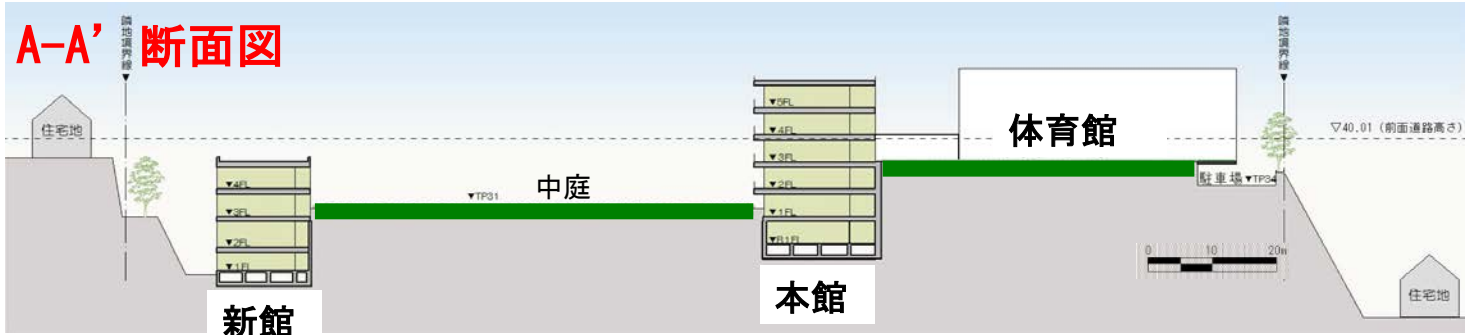 A-A' 断面図
隣地境界線
隣地境界線
住宅地
▽40.01 (前面道路高さ)
体育館
▼5FL
▼4FL
▼3FL
▼2FL
▼1FL
▼B1FL
本館
中庭
▼TP31
▼4FL
▼3FL
▼2FL
▼1FL
新館
駐車場▼TP34
0 10 20m
住宅地